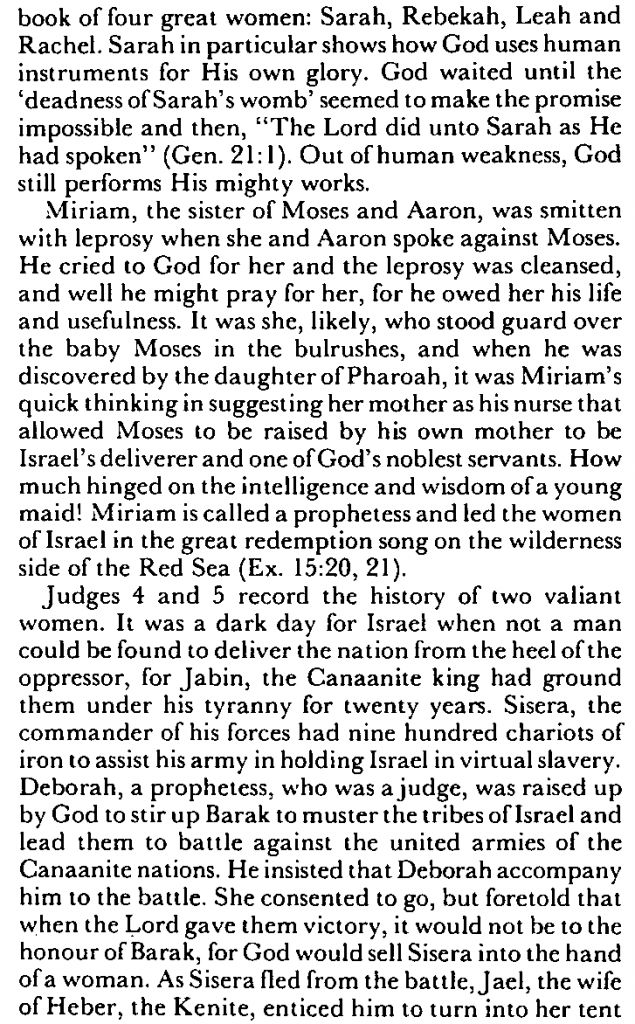 book of four great women: Sarah, Rebekah, Leah and
Rachel. Sarah in particular shows how God uses human
instruments for His own glory. God waited until the
‘deadness of Sarah’s womb’ seemed to make the promise
impossible and then, “The Lord did unto Sarah as He
had spoken” (Gen. 21:1). Out of human weakness, God
still performs His mighty works.
Miriam, the sister of Moses and Aaron, was smitten
with leprosy when she and Aaron spoke against Moses.
He cried to God for her and the leprosy was cleansed,
and well he might pray for her, for he owed her his life
and usefulness. It was she, likely, who stood guard over
the baby Moses in the bulrushes, and when he was
discovered by the daughter of Pharoah, it was Miriam’s
quick thinking in suggesting her mother as his nurse that
allowed Moses to be raised by his own mother to be
Israel’s deliverer and one of God’s noblest servants. How
much hinged on the intelligence and wisdom of a young
maid! Miriam is called a prophetess and led the women
of Israel in the great redemption song on the wilderness
side of the Red Sea (Ex. 15:20, 21).
Judges 4 and 5 record the history of two valiant
women. It was a dark day for Israel when not a man
could be found to deliver the nation from the heel of the
oppressor, for Jabin, the Canaanite king had ground
them under his tyranny for twenty years. Sisera, the
commander of his forces had nine hundred chariots of
iron to assist his army in holding Israel in virtual slavery.
Deborah, a prophetess, who was a judge, was raised up
by God to stir up Barak to muster the tribes of Israel and
lead them to battle against the united armies of the
Canaanite nations. He insisted that Deborah accompany
him to the battle. She consented to go, but foretold that
when the Lord gave them victory, it would not be to the
honour of Barak, for God would sell Sisera into the hand
of a woman. As Sisera fled from the battle, Jael, the wife
of Heber, the Kenite, enticed him to turn into her tent